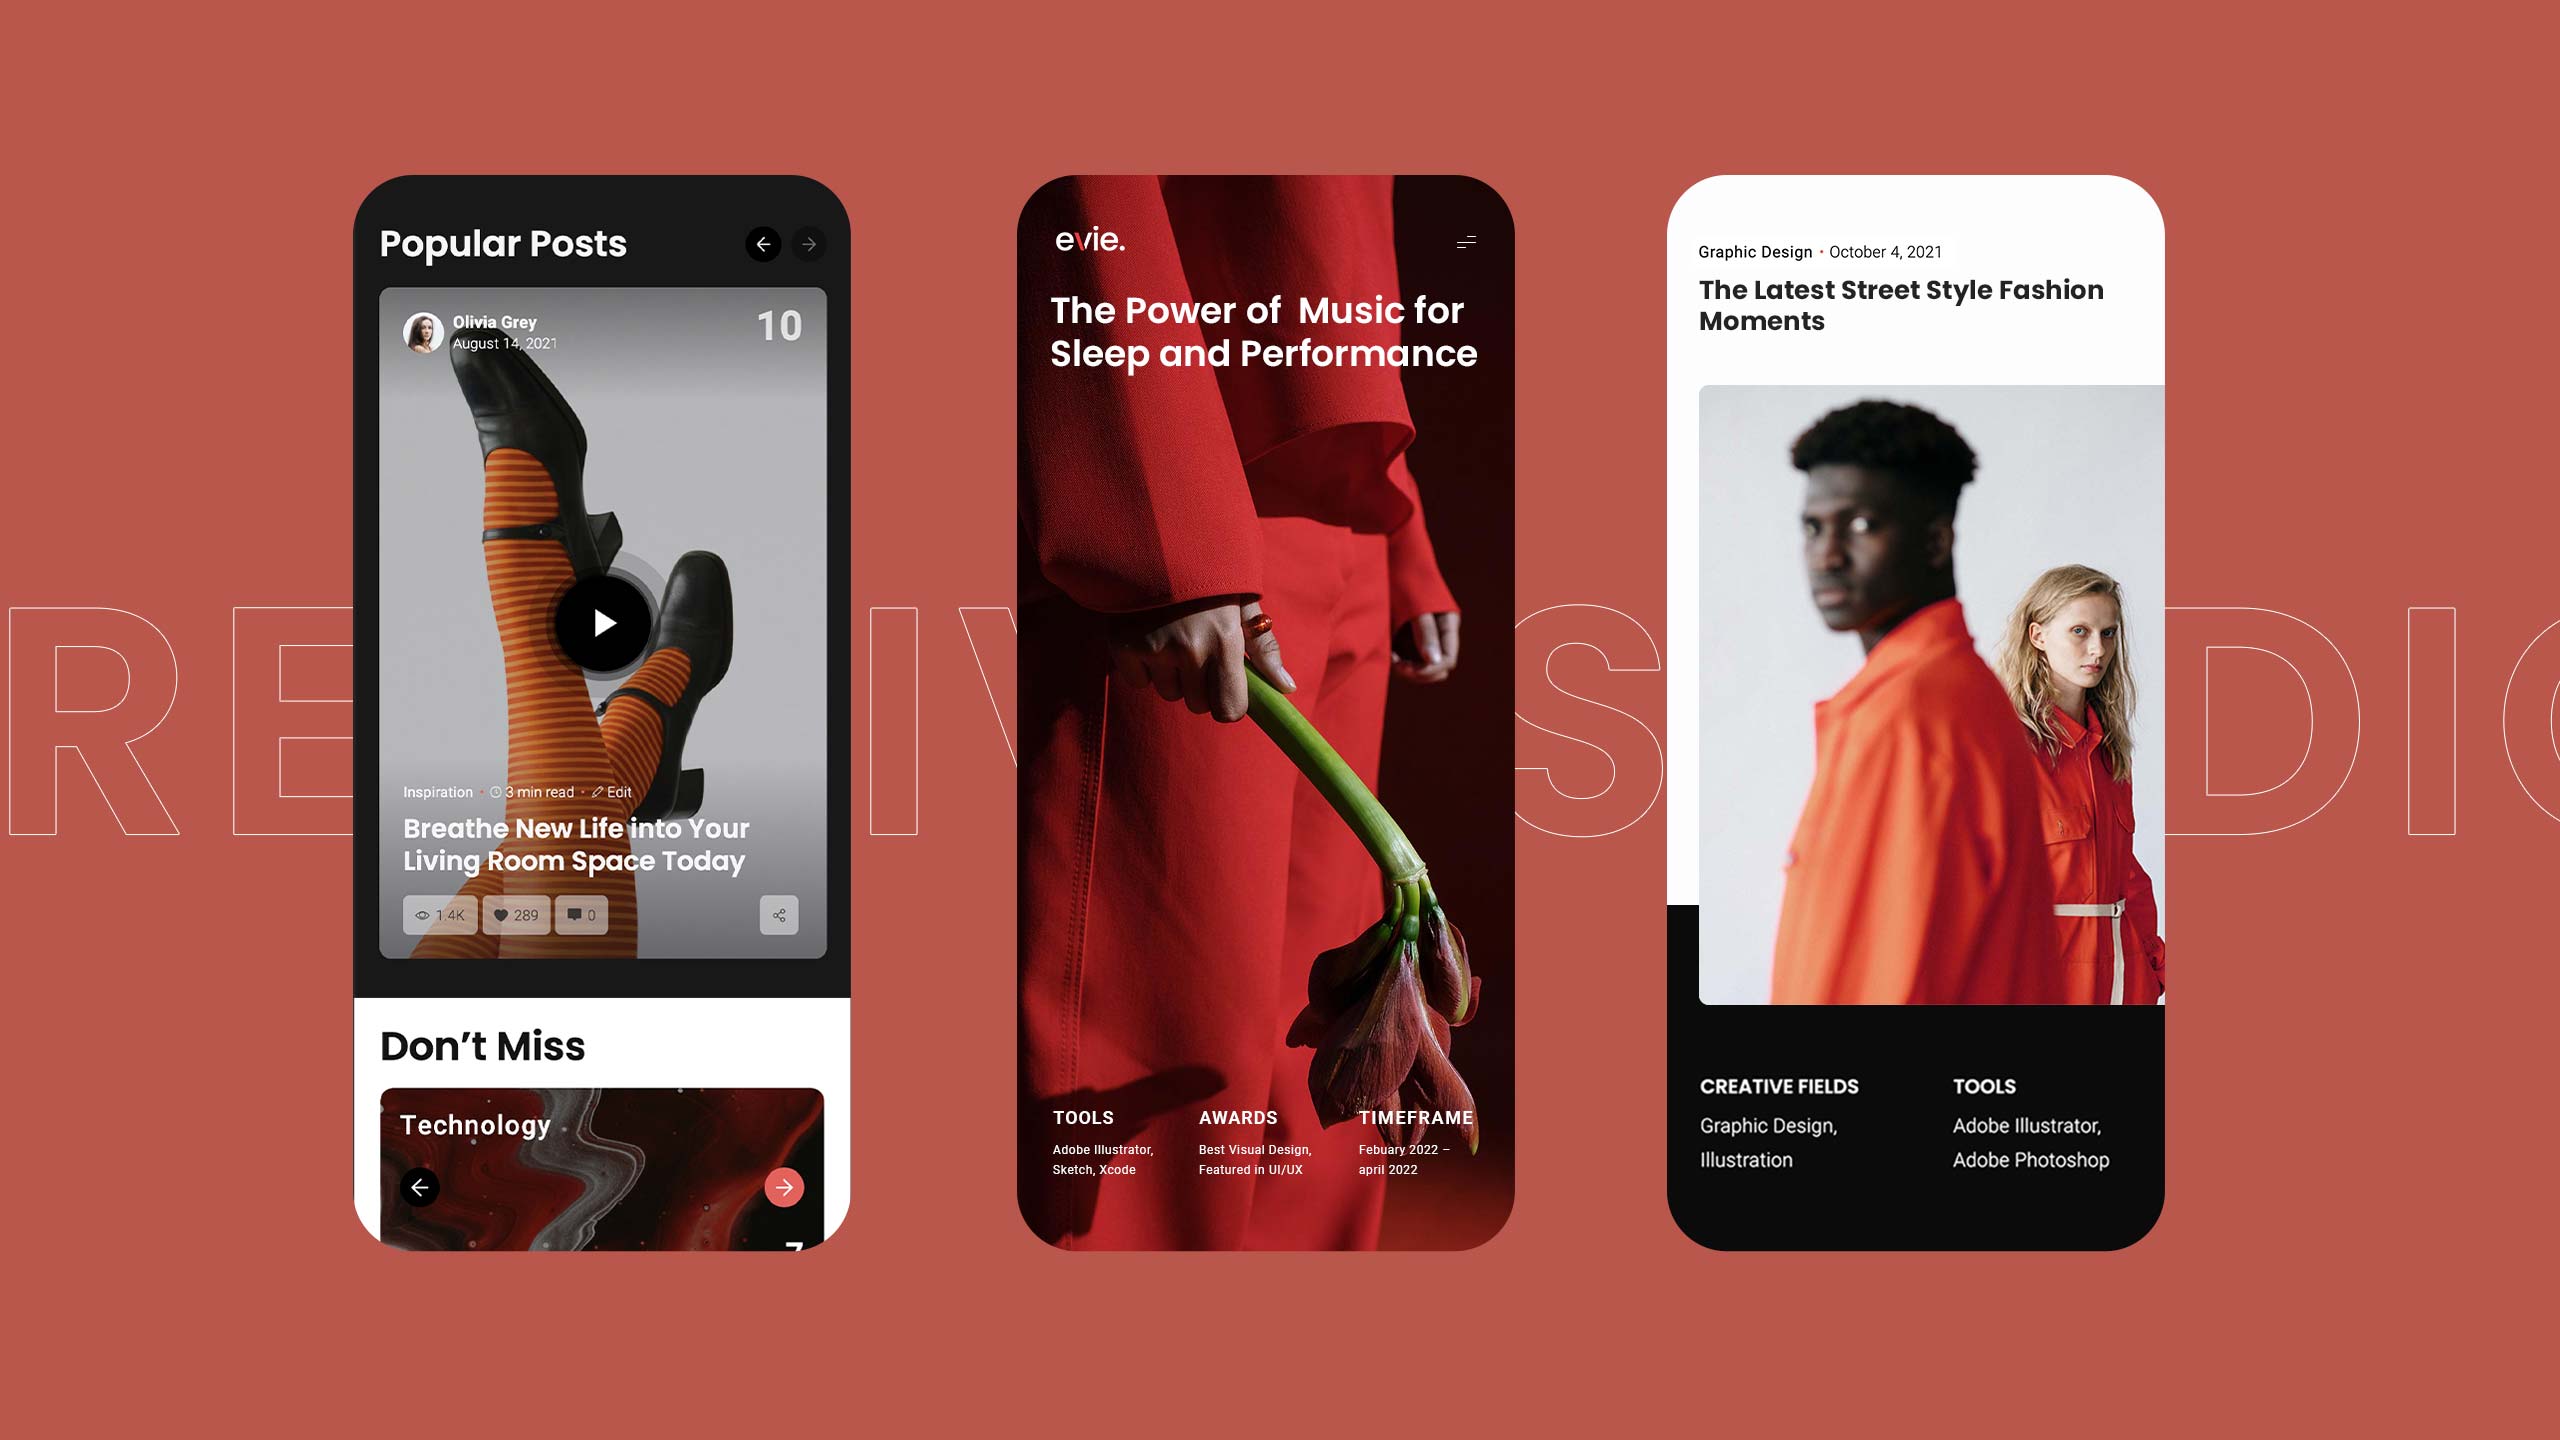 Popular Posts
Olivia Grey
August 14, 2021
10
Inspiration • 3 min read • Edit
Breathe New Life into Your
Living Room Space Today
1.4K 289 0
Don’t Miss
Technology
evie.
The Power of Music for
Sleep and Performance
TOOLS
Adobe Illustrator,
Sketch, Xcode
AWARDS
Best Visual Design,
Featured in UI/UX
TIMEFRAME
Febuary 2022 –
april 2022
Graphic Design • October 4, 2021
The Latest Street Style Fashion
Moments
CREATIVE FIELDS
Graphic Design,
Illustration
TOOLS
Adobe Illustrator,
Adobe Photoshop